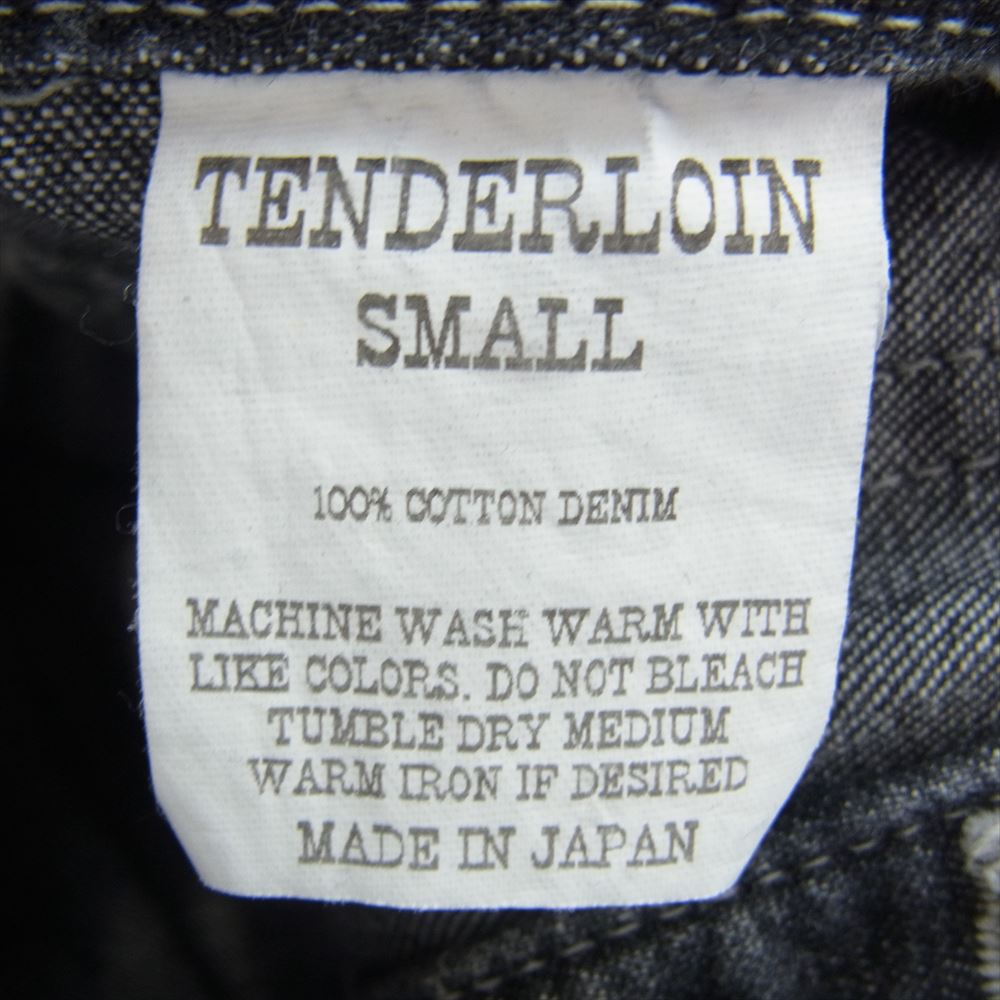 TENDERLOIN
SMALL
100% COTTON DENIM
MACHINE WASH WARM WITH
LIKE COLORS. DO NOT BLEACH
TUMBLE DRY MEDIUM
WARM IRON IF DESIRED
MADE IN JAPAN